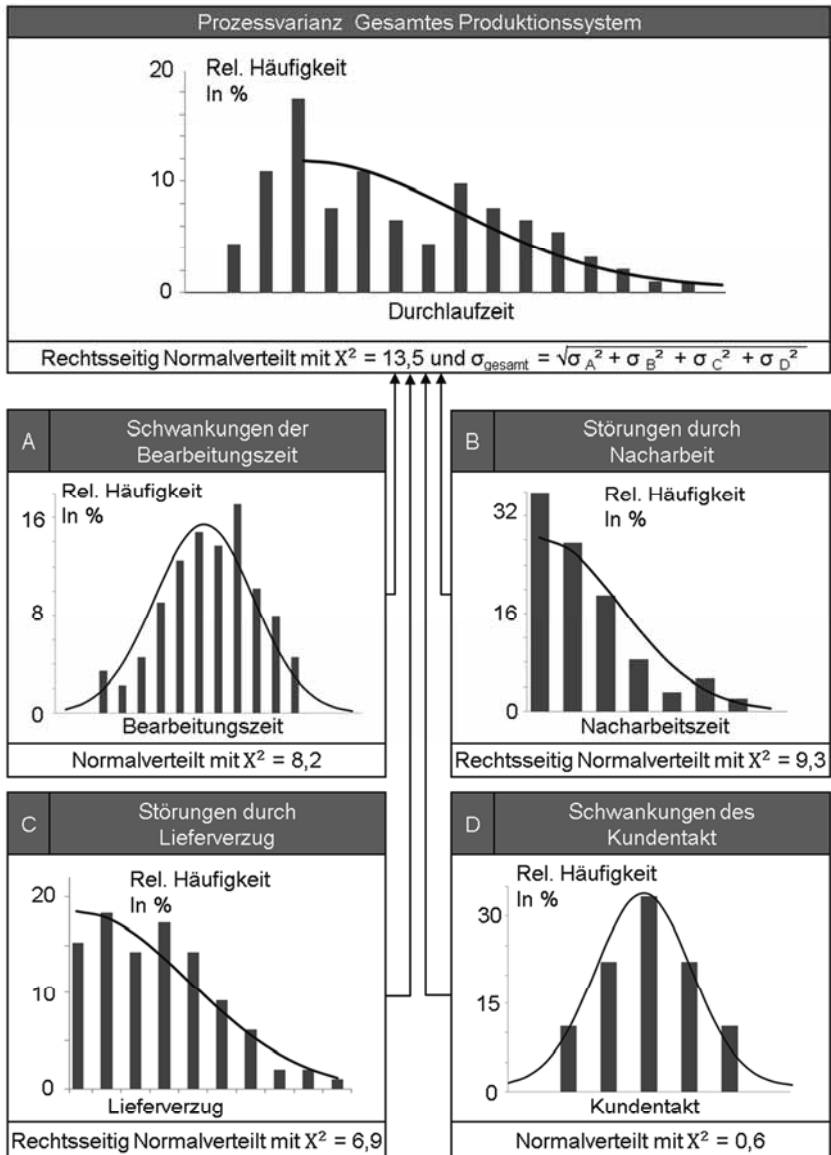 Prozessvarianz Gesamtes Produktionssystem
Rel. Häufigkeit
In %
20
10
0
Durchlaufzeit
Rechtsseitig Normalverteilt mit X² = 13,5 und σgesamt = √σ A² + σ B² + σ C² + σ D²
A
Schwankungen der
Bearbeitungszeit
Rel. Häufigkeit
In %
16
8
0
Bearbeitungszeit
Normalverteilt mit X² = 8,2
B
Störungen durch
Nacharbeit
Rel. Häufigkeit
In %
32
16
0
Nacharbeitszeit
Rechtsseitig Normalverteilt mit X² = 9,3
C
Störungen durch
Lieferverzug
Rel. Häufigkeit
In %
20
10
0
Lieferverzug
Rechtsseitig Normalverteilt mit X² = 6,9
D
Schwankungen des
Kundentakt
Rel. Häufigkeit
In %
30
15
0
Kundentakt
Normalverteilt mit X² = 0,6